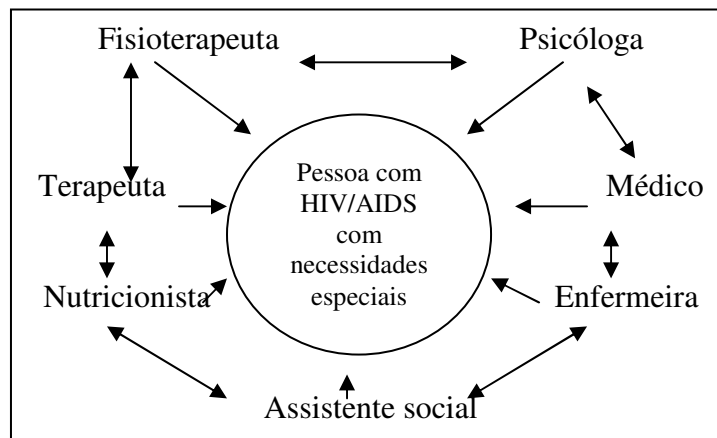 Fisioterapeuta
Psicóloga
Pessoa com
HIV/AIDS
com
necessidades
especiais
Terapeuta
Médico
Nutricionista
Enfermeira
Assistente social